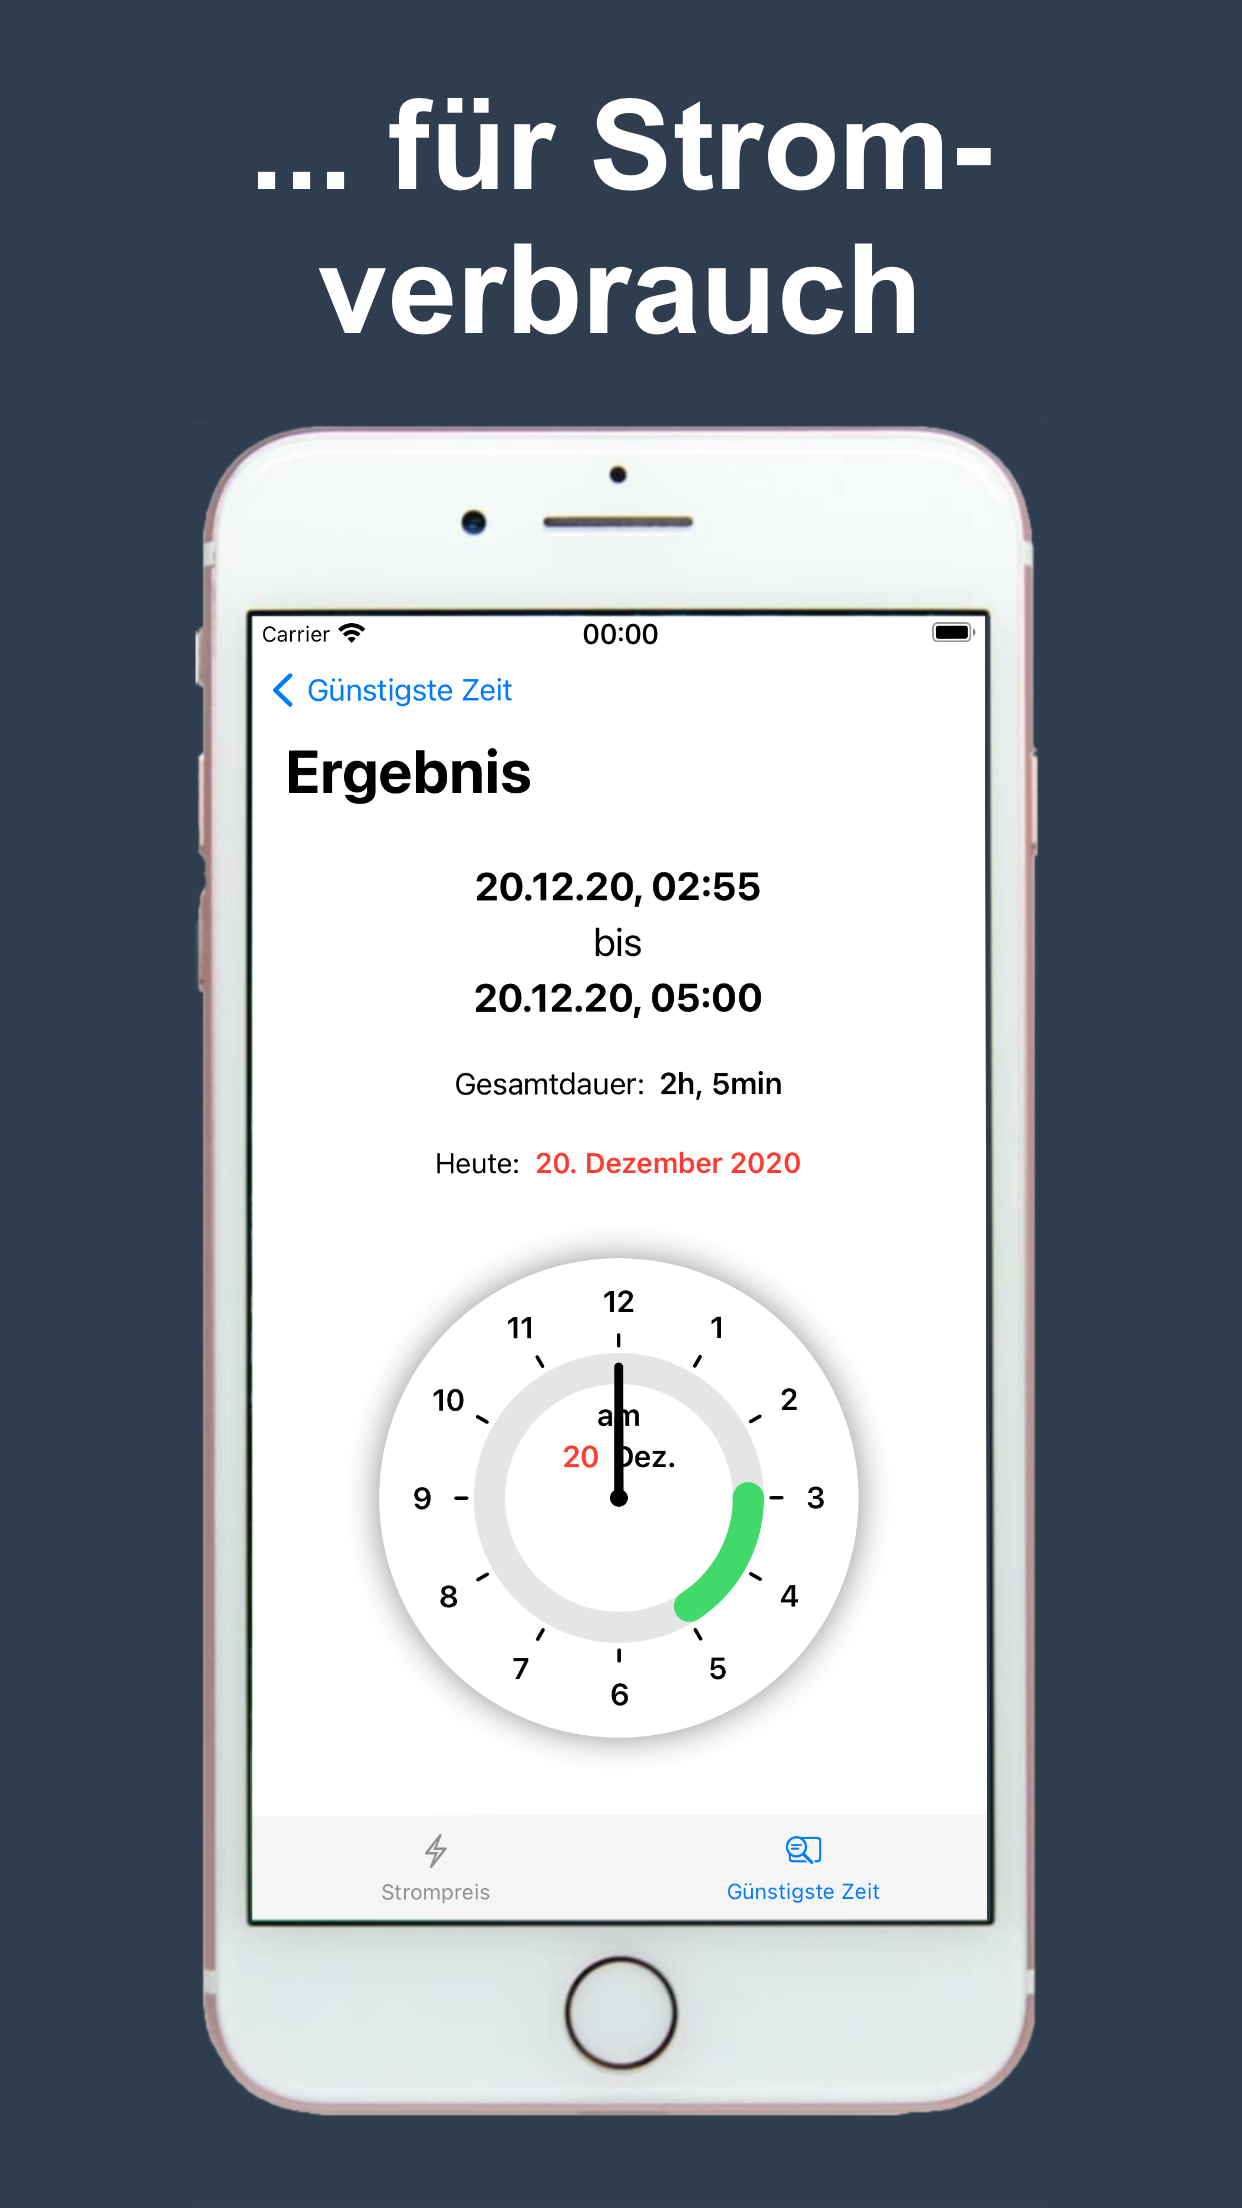 ... für Strom-
verbrauch
Carrier 00:00
Günstigste Zeit
Ergebnis
20.12.20, 02:55
bis
20.12.20, 05:00
Gesamtdauer: 2h, 5min
Heute: 20. Dezember 2020
12
11 1
10 2
am
20 Dez.
9 3
8 4
7 5
6
Strompreis Günstigste Zeit